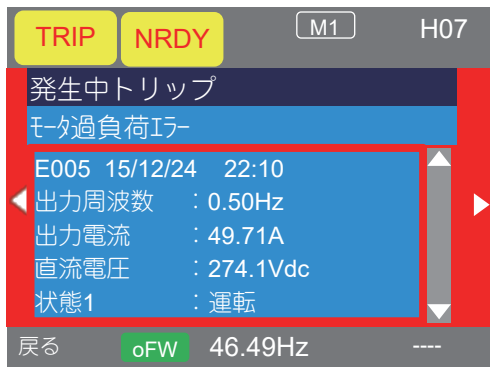 TRIP NRDY M1 H07
発生中トリップ
ﾓｰﾀ過負荷ｴﾗｰ
E005 15/12/24 22:10
出力周波数 :0.50Hz
出力電流 :49.71A
直流電圧 :274.1Vdc
状態1 :運転
戻る oFW 46.49Hz ----